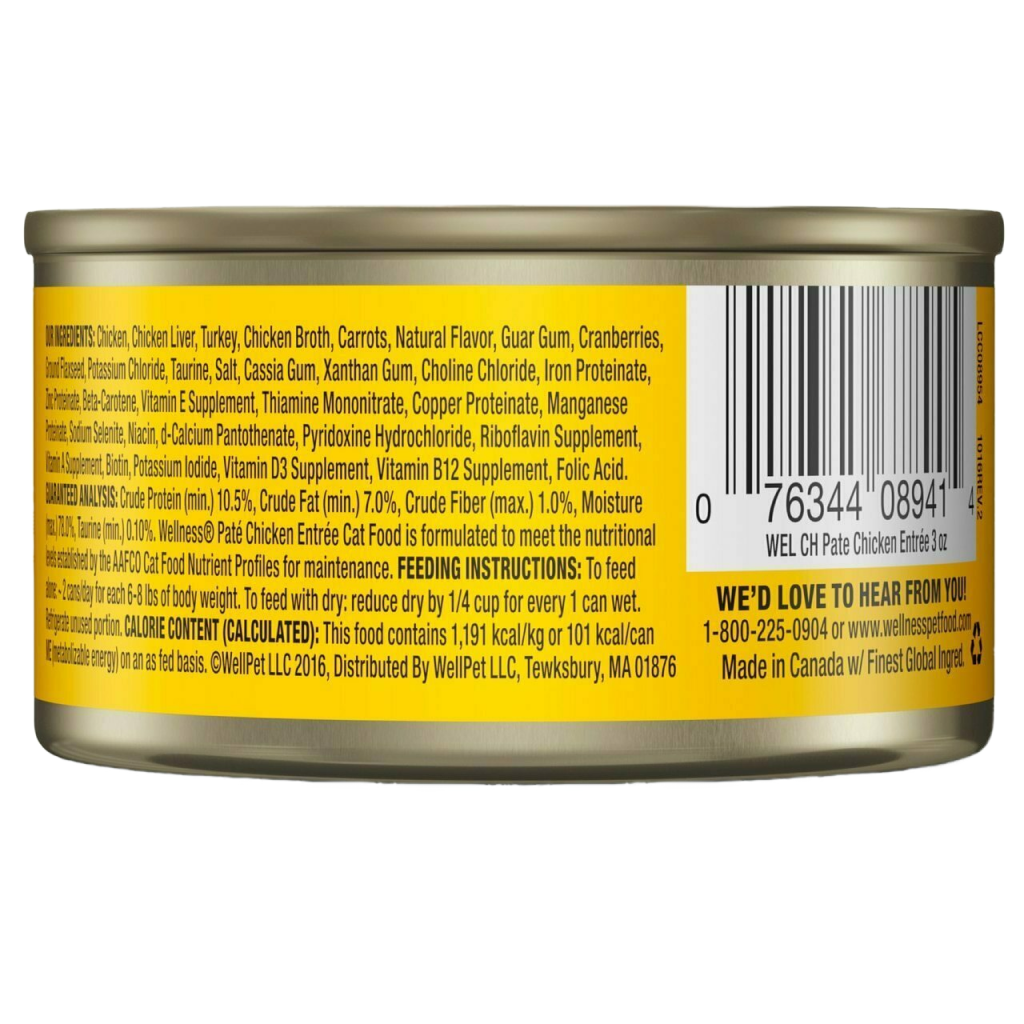 OUR INGREDIENTS: Chicken, Chicken Liver, Turkey, Chicken Broth, Carrots, Natural Flavor, Guar Gum, Cranberries,
Ground Flaxseed, Potassium Chloride, Taurine, Salt, Cassia Gum, Xanthan Gum, Choline Chloride, Iron Proteinate,
Zinc Proteinate, Beta-Carotene, Vitamin E Supplement, Thiamine Mononitrate, Copper Proteinate, Manganese
Proteinate, Sodium Selenite, Niacin, d-Calcium Pantothenate, Pyridoxine Hydrochloride, Riboflavin Supplement,
Vitamin A Supplement, Biotin, Potassium Iodide, Vitamin D3 Supplement, Vitamin B12 Supplement, Folic Acid.
GUARANTEED ANALYSIS: Crude Protein (min.) 10.5%, Crude Fat (min.) 7.0%, Crude Fiber (max.) 1.0%, Moisture
(max.) 78.0%, Taurine (min.) 0.10%. Wellness® Paté Chicken Entrée Cat Food is formulated to meet the nutritional
levels established by the AAFCO Cat Food Nutrient Profiles for maintenance. FEEDING INSTRUCTIONS: To feed
alone: ~ 2 cans/day for each 6-8 lbs of body weight. To feed with dry: reduce dry by 1/4 cup for every 1 can wet.
Refrigerate unused portion. CALORIE CONTENT (CALCULATED): This food contains 1,191 kcal/kg or 101 kcal/can
ME (metabolizable energy) on an as fed basis. ©WellPet LLC 2016, Distributed By WellPet LLC, Tewksbury, MA 01876
0 76344 08941 4
WEL CH Pate Chicken Entrée 3 oz
WE'D LOVE TO HEAR FROM YOU!
1-800-225-0904 or www.wellnesspetfood.com
Made in Canada w/ Finest Global Ingred.
LCC08954 1016REV.2